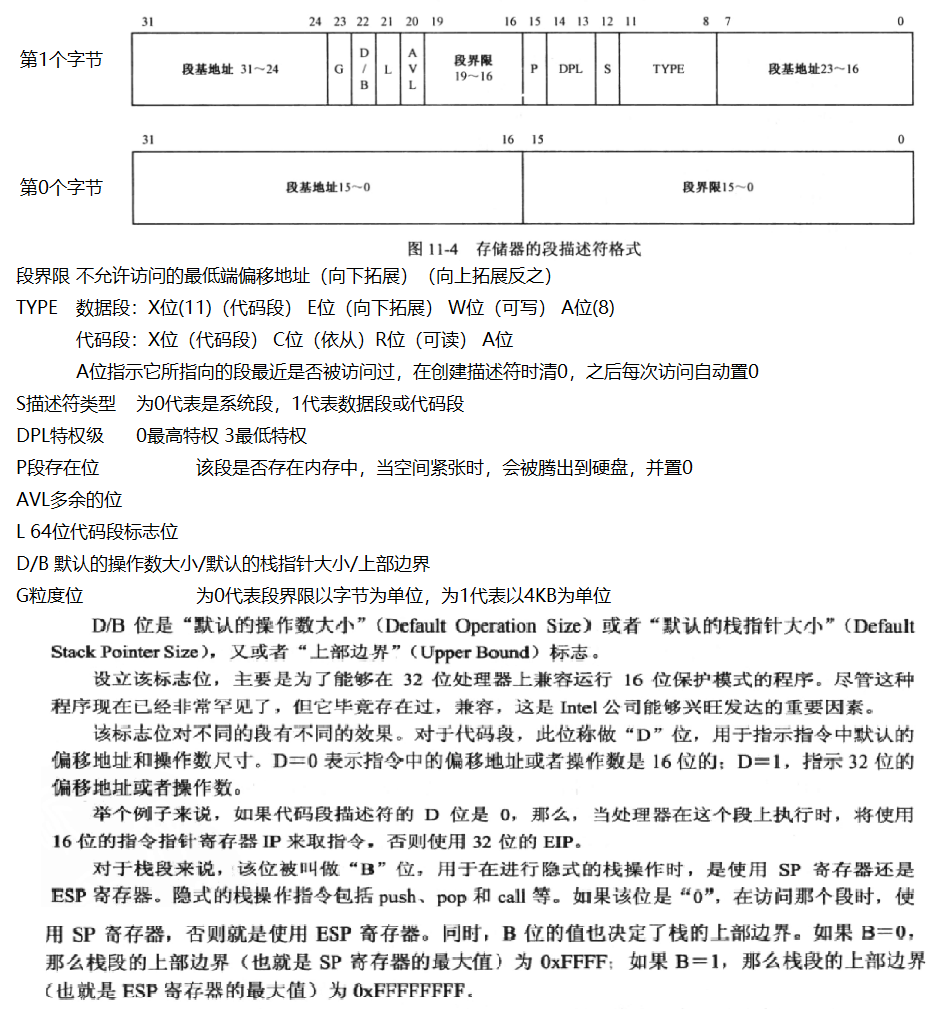 31 24 23 22 21 20 19 16 15 14 13 12 11 8 7 0
第1个字节 段基地址 31～24 G D/B L AVL 段界限 19～16 P DPL S TYPE 段基地址23～16
31 16 15 0
第0个字节 段基地址15～0 段界限15～0
图 11-4 存储器的段描述符格式
段界限 不允许访问的最低端偏移地址（向下拓展）（向上拓展反之）
TYPE 数据段：X位(11)（代码段） E位（向下拓展） W位（可写） A位(8)
代码段：X位（代码段） C位（依从）R位（可读） A位
A位指示它所指向的段最近是否被访问过，在创建描述符时清0，之后每次访问自动置0
S描述符类型 为0代表是系统段，1代表数据段或代码段
DPL特权级 0最高特权 3最低特权
P段存在位 该段是否存在内存中，当空间紧张时，会被腾出到硬盘，并置0
AVL多余的位
L 64位代码段标志位
D/B 默认的操作数大小/默认的栈指针大小/上部边界
G粒度位 为0代表段界限以字节为单位，为1代表以4KB为单位
D/B 位是“默认的操作数大小”（Default Operation Size）或者“默认的栈指针大小”（Default
Stack Pointer Size），又或者“上部边界”（Upper Bound）标志。
设立该标志位，主要是为了能够在 32 位处理器上兼容运行 16 位保护模式的程序。尽管这种
程序现在已经非常罕见了，但它毕竟存在过，兼容，这是 Intel 公司能够兴旺发达的重要因素。
该标志位对不同的段有不同的效果。对于代码段，此位称做“D”位，用于指示指令中默认的
偏移地址和操作数尺寸。D＝0 表示指令中的偏移地址或者操作数是 16 位的；D＝1，指示 32 位的
偏移地址或者操作数。
举个例子来说，如果代码段描述符的 D 位是 0，那么，当处理器在这个段上执行时，将使用
16 位的指令指针寄存器 IP 来取指令，否则使用 32 位的 EIP。
对于栈段来说，该位被叫做“B”位，用于在进行隐式的栈操作时，是使用 SP 寄存器还是
ESP 寄存器。隐式的栈操作指令包括 push、pop 和 call 等。如果该位是“0”，在访问那个段时，使
用 SP 寄存器，否则就是使用 ESP 寄存器。同时，B 位的值也决定了栈的上部边界。如果 B＝0，
那么栈段的上部边界（也就是 SP 寄存器的最大值）为 0xFFFF；如果 B＝1，那么栈段的上部边界
（也就是 ESP 寄存器的最大值）为 0xFFFFFFFF。